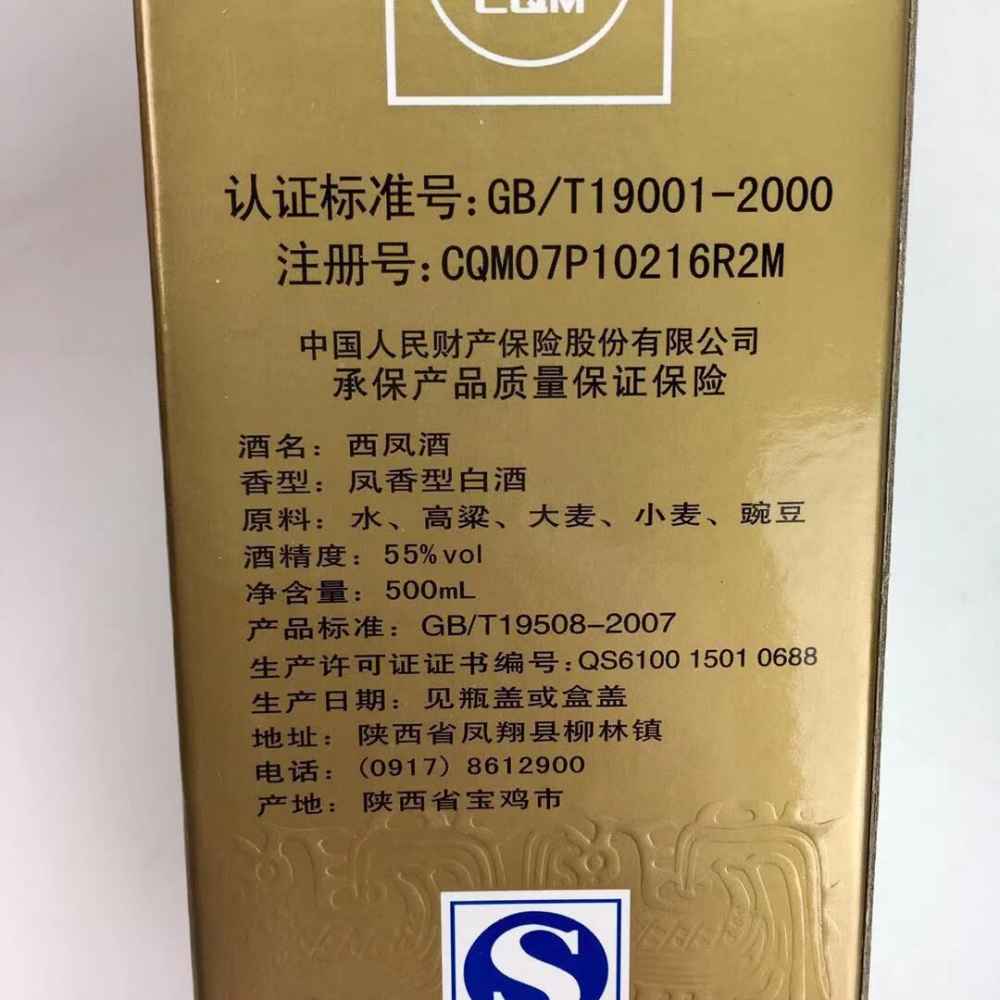 CQM
认证标准号:GB/T19001-2000
注册号:CQM07P10216R2M
中国人民财产保险股份有限公司
承保产品质量保证保险
酒名：西凤酒
香型：凤香型白酒
原料：水、高粱、大麦、小麦、豌豆
酒精度：55%vol
净含量：500mL
产品标准：GB/T19508-2007
生产许可证证书编号:QS6100 1501 0688
生产日期：见瓶盖或盒盖
地址：陕西省凤翔县柳林镇
电话：(0917) 8612900
产地：陕西省宝鸡市
S